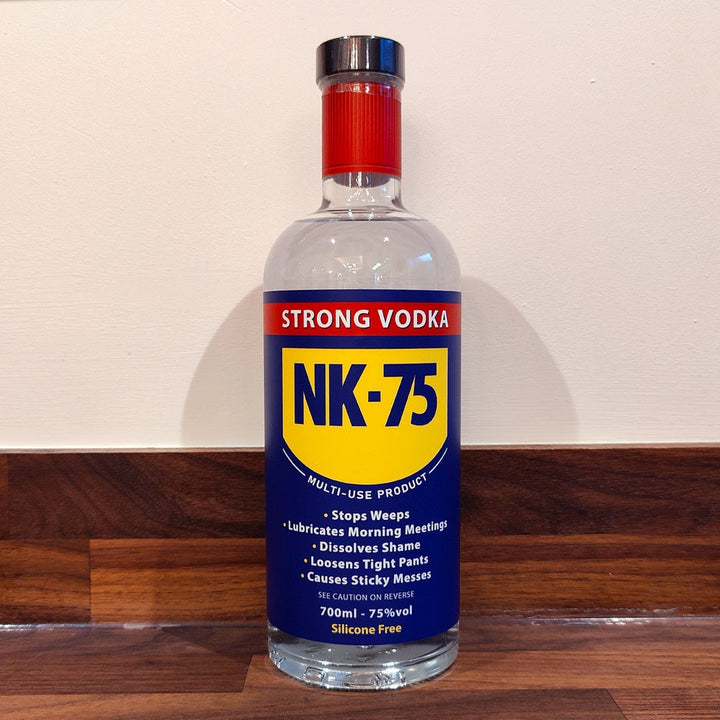 STRONG VODKA
NK-75
MULTI-USE PRODUCT
• Stops Weeps
• Lubricates Morning Meetings
• Dissolves Shame
• Loosens Tight Pants
• Causes Sticky Messes
SEE CAUTION ON REVERSE
700ml - 75%vol
Silicone Free